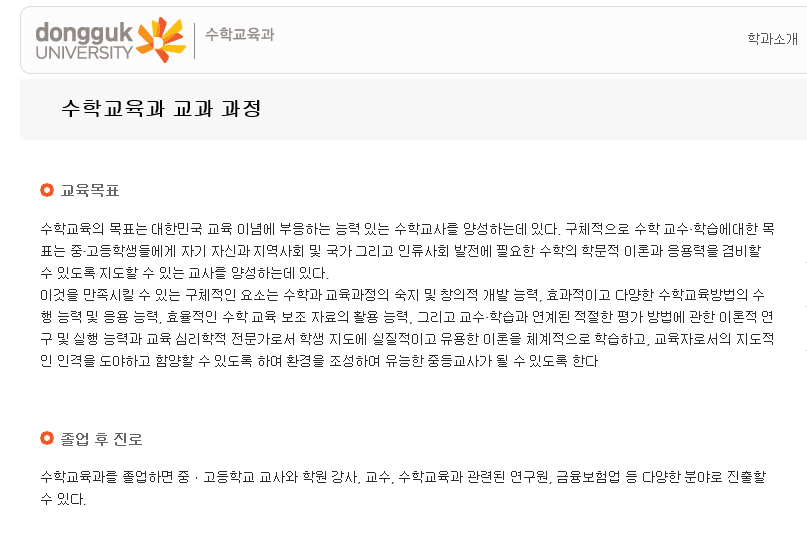 dongguk
UNIVERSITY
수학교육과
학과소개
수학교육과 교과 과정
교육목표
수학교육의 목표는 대한민국 교육 이념에 부응하는 능력 있는 수학교사를 양성하는데 있다. 구체적으로 수학 교수·학습에대한 목
표는 중·고등학생들에게 자기 자신과 지역사회 및 국가 그리고 인류사회 발전에 필요한 수학의 학문적 이론과 응용력을 겸비할
수 있도록 지도할 수 있는 교사를 양성하는데 있다.
이것을 만족시킬 수 있는 구체적인 요소는 수학과 교육과정의 숙지 및 창의적 개발 능력, 효과적이고 다양한 수학교육방법의 수
행 능력 및 응용 능력, 효율적인 수학 교육 보조 자료의 활용 능력, 그리고 교수·학습과 연계된 적절한 평가 방법에 관한 이론적 연
구 및 실행 능력과 교육 심리학적 전문가로서 학생 지도에 실질적이고 유용한 이론을 체계적으로 학습하고, 교육자로서의 지도적
인 인격을 도야하고 함양할 수 있도록 하며 환경을 조성하여 유능한 중등교사가 될 수 있도록 한다
졸업 후 진로
수학교육과를 졸업하면 중 · 고등학교 교사와 학원 강사, 교수, 수학교육과 관련된 연구원, 금융보험업 등 다양한 분야로 진출할
수 있다.